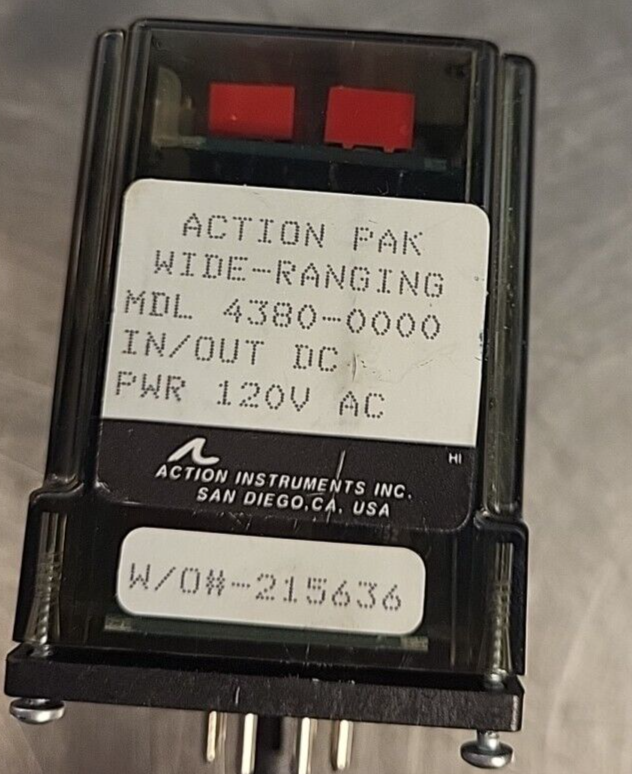 ACTION PAK
WIDE-RANGING
MDL 4380-0000
IN/OUT DC
PWR 120V AC
HI
ACTION INSTRUMENTS INC.
SAN DIEGO,CA. USA
W/O#-215636